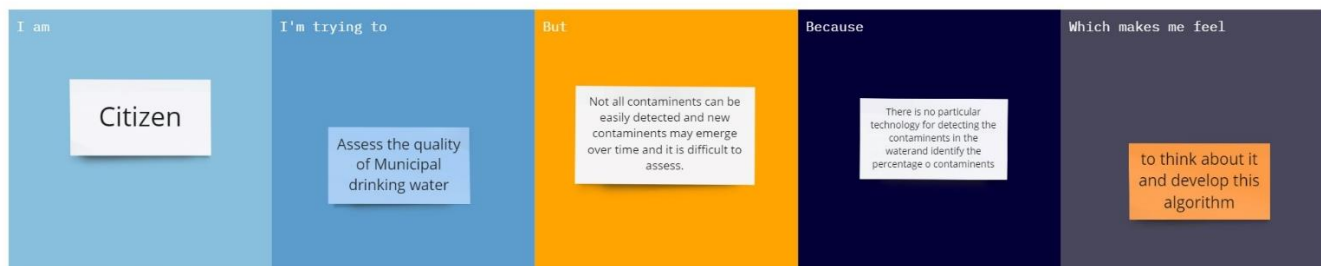 I am
Citizen
I'm trying to
Assess the quality
of Municipal
drinking water
But
Not all contaminents can be
easily detected and new
contaminents may emerge
over time and it is difficult to
assess.
Because
There is no particular
technology for detecting the
contaminents in the
waterand identify the
percentage o contaminents
Which makes me feel
to think about it
and develop this
algorithm